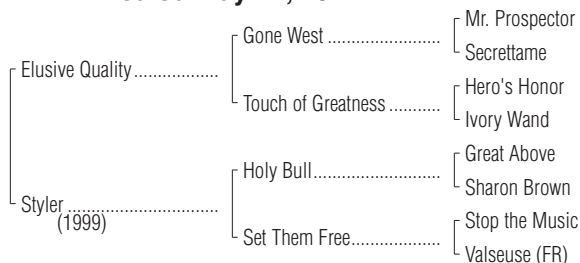 Mr. Prospector
Gone West ........................
Secrettame
Elusive Quality ..................
Hero's Honor
Touch of Greatness ...........
Ivory Wand
Great Above
Holy Bull...........................
Sharon Brown
Styler ................................
(1999)
Stop the Music
Set Them Free...................
Valseuse (FR)